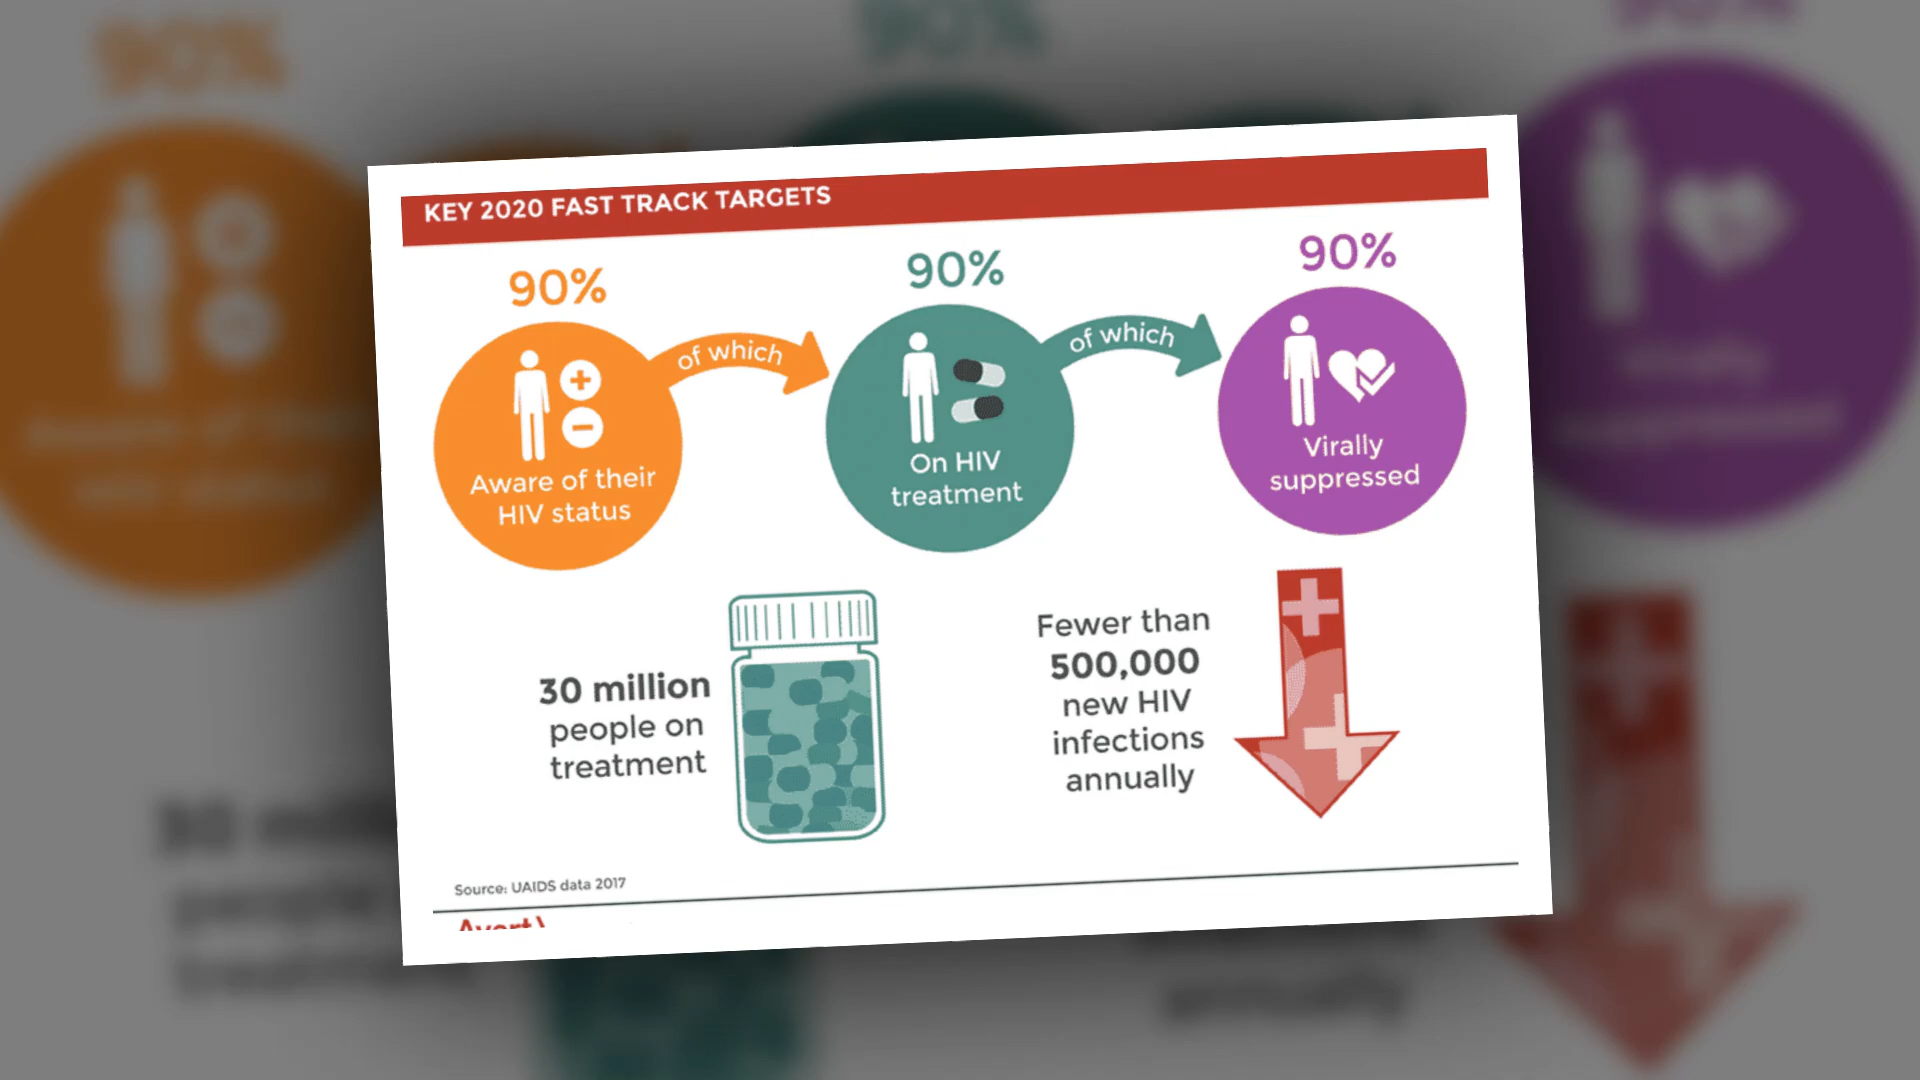 KEY 2020 FAST TRACK TARGETS
90%
90%
90%
of which
of which
Aware of their
HIV status
On HIV
treatment
Virally
suppressed
30 million
people on
treatment
Fewer than
500,000
new HIV
infections
annually
Source: UAIDS data 2017